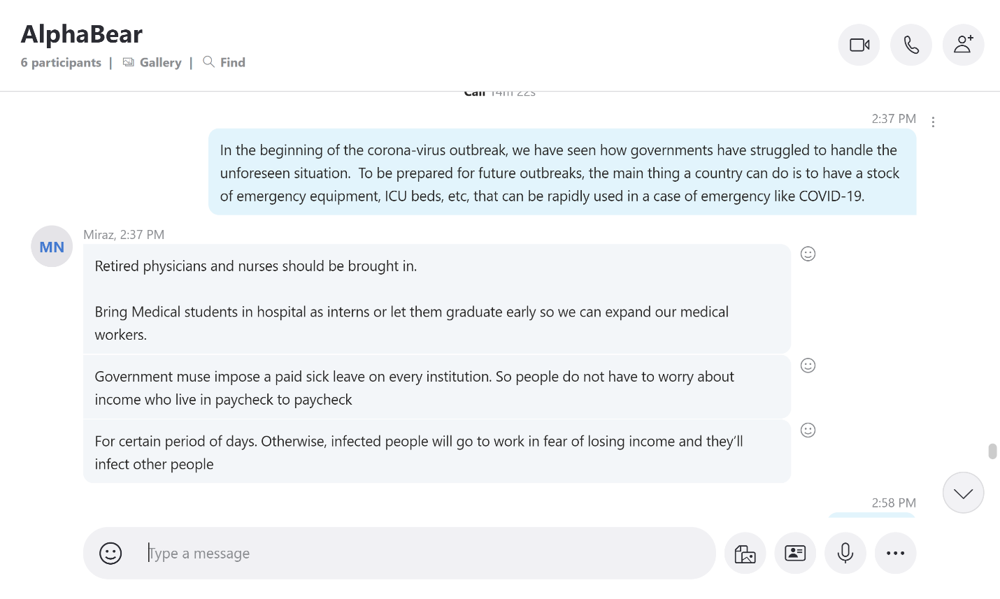 AlphaBear
6 participants | Gallery | Find
Call 14m 22s
2:37 PM
In the beginning of the corona-virus outbreak, we have seen how governments have struggled to handle the
unforeseen situation.  To be prepared for future outbreaks, the main thing a country can do is to have a stock
of emergency equipment, ICU beds, etc, that can be rapidly used in a case of emergency like COVID-19.
MN
Miraz, 2:37 PM
Retired physicians and nurses should be brought in.
Bring Medical students in hospital as interns or let them graduate early so we can expand our medical
workers.
Government muse impose a paid sick leave on every institution. So people do not have to worry about
income who live in paycheck to paycheck
For certain period of days. Otherwise, infected people will go to work in fear of losing income and they’ll
infect other people
2:58 PM
Type a message